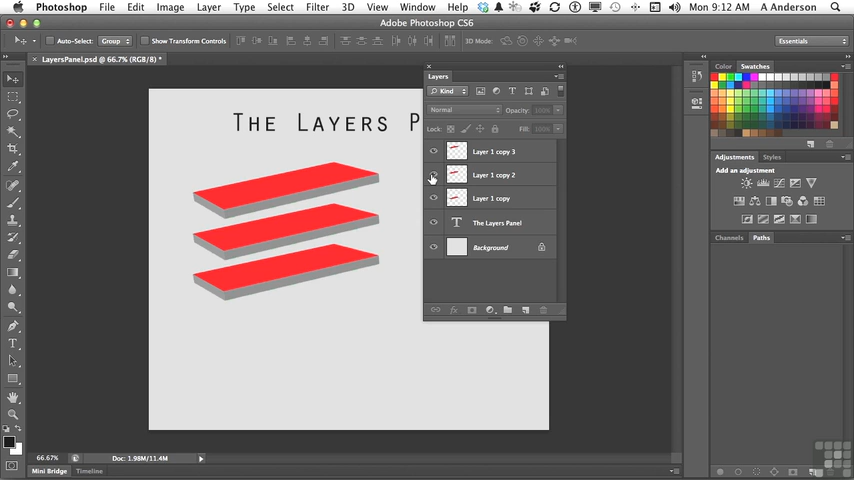 Photoshop File Edit Image Layer Type Select Filter 3D View Window Help
Mon 9:12 AM A Anderson
Adobe Photoshop CS6
Auto-Select: Group Show Transform Controls
3D Mode:
Essentials
LayersPanel.psd @ 66.7% (RGB/8) *
THE LAYERS P
Layers
Kind
Normal Opacity: 100%
Lock: Fill: 100%
Layer 1 copy 3
Layer 1 copy 2
Layer 1 copy
T The Layers Panel
Background
fx
Color Swatches
Adjustments Styles
Add an adjustment
Channels Paths
66.67% Doc: 1.98M/11.4M
Mini Bridge Timeline